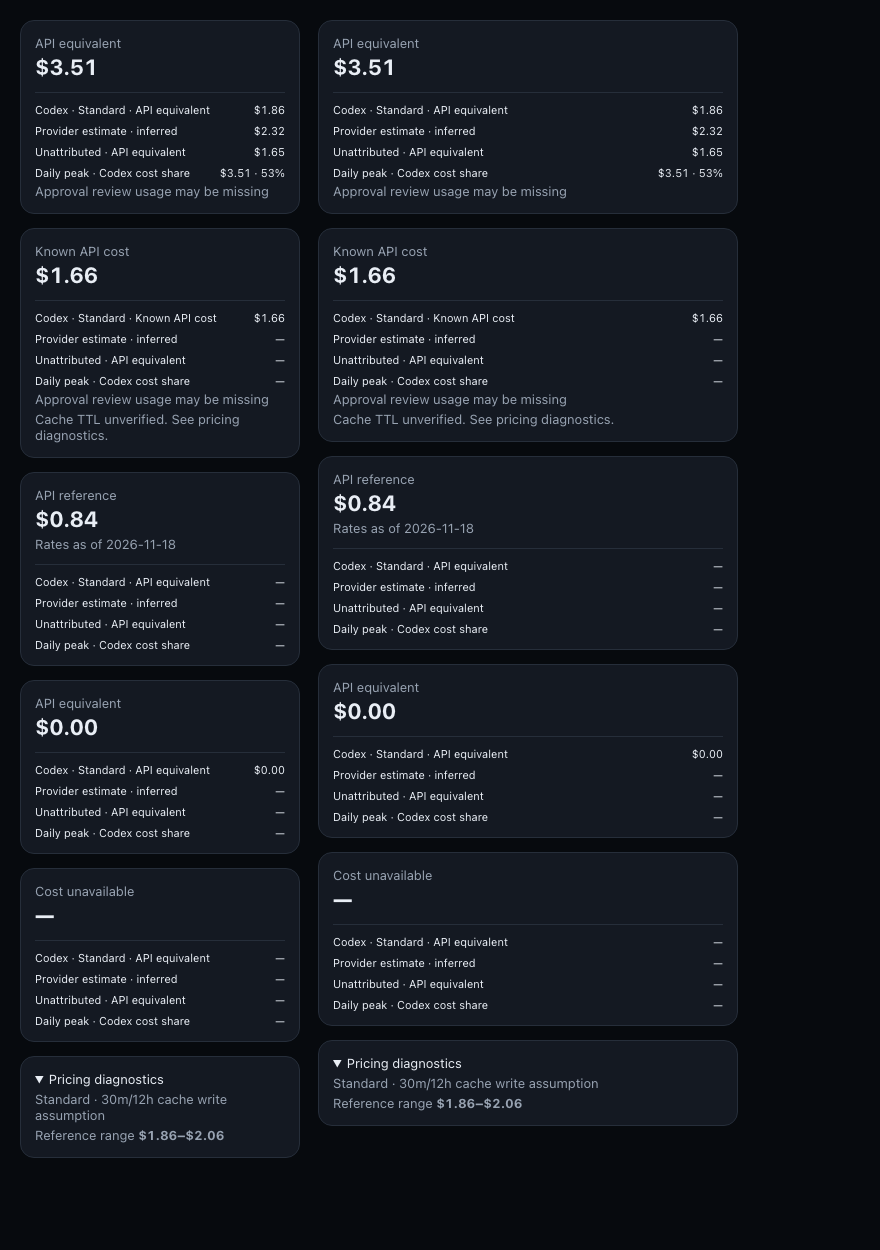 API equivalent
$3.51
Codex · Standard · API equivalent $1.86
Provider estimate · inferred $2.32
Unattributed · API equivalent $1.65
Daily peak · Codex cost share $3.51 · 53%
Approval review usage may be missing
Known API cost
$1.66
Codex · Standard · Known API cost $1.66
Provider estimate · inferred —
Unattributed · API equivalent —
Daily peak · Codex cost share —
Approval review usage may be missing
Cache TTL unverified. See pricing
diagnostics.
API reference
$0.84
Rates as of 2026-11-18
Codex · Standard · API equivalent —
Provider estimate · inferred —
Unattributed · API equivalent —
Daily peak · Codex cost share —
API equivalent
$0.00
Codex · Standard · API equivalent $0.00
Provider estimate · inferred —
Unattributed · API equivalent —
Daily peak · Codex cost share —
Cost unavailable
—
Codex · Standard · API equivalent —
Provider estimate · inferred —
Unattributed · API equivalent —
Daily peak · Codex cost share —
▼ Pricing diagnostics
Standard · 30m/12h cache write
assumption
Reference range $1.86–$2.06
API equivalent
$3.51
Codex · Standard · API equivalent $1.86
Provider estimate · inferred $2.32
Unattributed · API equivalent $1.65
Daily peak · Codex cost share $3.51 · 53%
Approval review usage may be missing
Known API cost
$1.66
Codex · Standard · Known API cost $1.66
Provider estimate · inferred —
Unattributed · API equivalent —
Daily peak · Codex cost share —
Approval review usage may be missing
Cache TTL unverified. See pricing diagnostics.
API reference
$0.84
Rates as of 2026-11-18
Codex · Standard · API equivalent —
Provider estimate · inferred —
Unattributed · API equivalent —
Daily peak · Codex cost share —
API equivalent
$0.00
Codex · Standard · API equivalent $0.00
Provider estimate · inferred —
Unattributed · API equivalent —
Daily peak · Codex cost share —
Cost unavailable
—
Codex · Standard · API equivalent —
Provider estimate · inferred —
Unattributed · API equivalent —
Daily peak · Codex cost share —
▼ Pricing diagnostics
Standard · 30m/12h cache write assumption
Reference range $1.86–$2.06